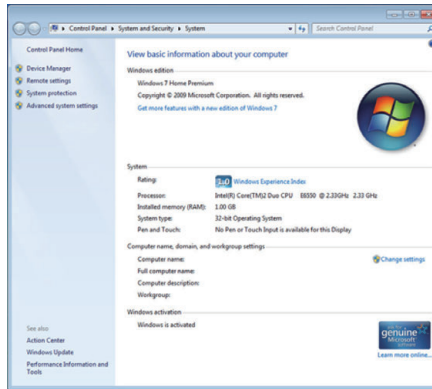 Control Panel ▸ System and Security ▸ System
Search Control Panel
Control Panel Home
Device Manager
Remote settings
System protection
Advanced system settings
View basic information about your computer
Windows edition
Windows 7 Home Premium
Copyright © 2009 Microsoft Corporation. All rights reserved.
Get more features with a new edition of Windows 7
System
Rating: Windows Experience Index
Processor: Intel(R) Core(TM)2 Duo CPU E6550 @ 2.33GHz 2.33 GHz
Installed memory (RAM): 1.00 GB
System type: 32-bit Operating System
Pen and Touch: No Pen or Touch Input is available for this Display
Computer name, domain, and workgroup settings
Computer name:
Change settings
Full computer name:
Computer description:
Workgroup:
Windows activation
Windows is activated
See also
Action Center
Windows Update
Performance Information and
Tools
ask for
genuine
Microsoft
software
Learn more online...